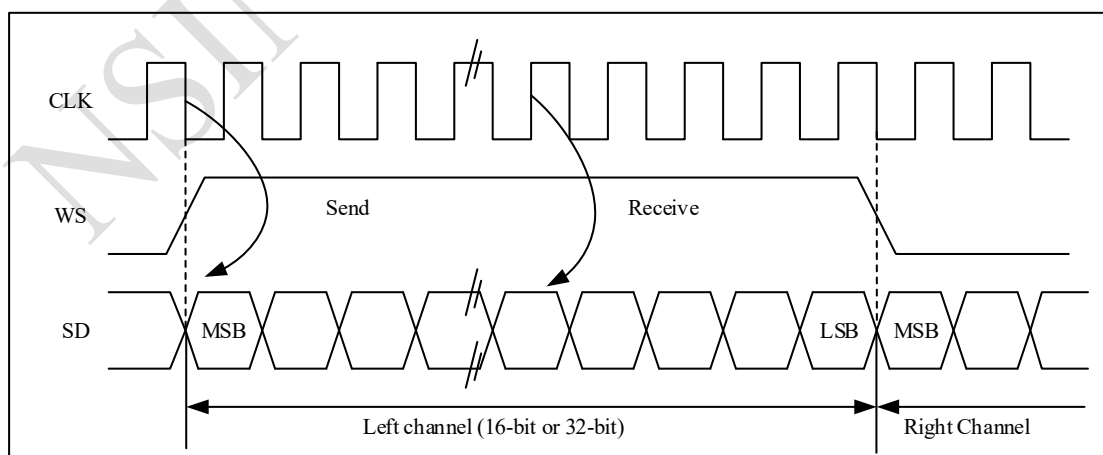 CLK
WS
Send
Receive
SD
MSB
LSB
MSB
Left channel (16-bit or 32-bit)
Right Channel